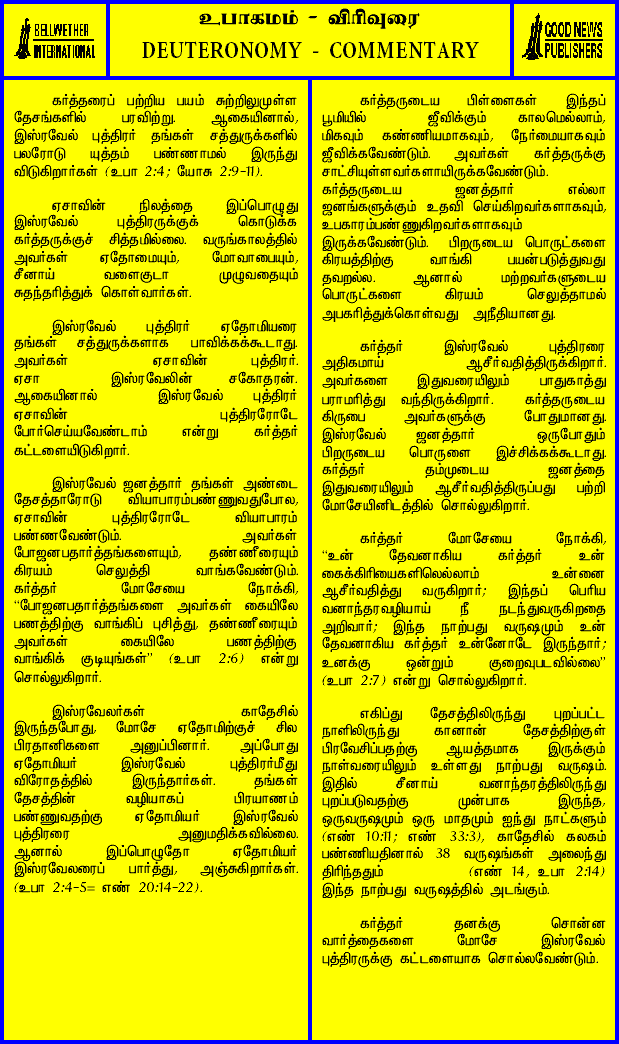 BELLWETHER
INTERNATIONAL
உபாகமம் - விரிவுரை
DEUTERONOMY - COMMENTARY
GOOD NEWS
PUBLISHERS
கர்த்தரைப் பற்றிய பயம் சுற்றிலுமுள்ள
தேசங்களில் பரவிற்று. ஆகையினால்,
இஸ்ரவேல் புத்திரர் தங்கள் சத்துருக்களில்
பலரோடு யுத்தம் பண்ணாமல் இருந்து
விடுகிறார்கள் (உபா 2:4; யோசு 2:9-11).
ஏசாவின் நிலத்தை இப்பொழுது
இஸ்ரவேல் புத்திரருக்குக் கொடுக்க
கர்த்தருக்குச் சித்தமில்லை. வருங்காலத்தில்
அவர்கள் ஏதோமையும், மோவாபையும்,
சீனாய் வளைகுடா முழுவதையும்
சுதந்தரித்துக் கொள்வார்கள்.
இஸ்ரவேல் புத்திரர் ஏதோமியரை
தங்கள் சத்துருக்களாக பாவிக்கக்கூடாது.
அவர்கள் ஏசாவின் புத்திரர்.
ஏசா இஸ்ரவேலின் சகோதரன்.
ஆகையினால் இஸ்ரவேல் புத்திரர்
ஏசாவின் புத்திரரோடே
போர்செய்யவேண்டாம் என்று கர்த்தர்
கட்டளையிடுகிறார்.
இஸ்ரவேல் ஜனத்தார் தங்கள் அண்டை
தேசத்தாரோடு வியாபாரம்பண்ணுவதுபோல,
ஏசாவின் புத்திரரோடே வியாபாரம்
பண்ணவேண்டும். அவர்கள்
போஜனபதார்த்தங்களையும், தண்ணீரையும்
கிரயம் செலுத்தி வாங்கவேண்டும்.
கர்த்தர் மோசேயை நோக்கி,
“போஜனபதார்த்தங்களை அவர்கள் கையிலே
பணத்திற்கு வாங்கிப் புசித்து, தண்ணீரையும்
அவர்கள் கையிலே பணத்திற்கு
வாங்கிக் குடியுங்கள்” (உபா 2:6) என்று
சொல்லுகிறார்.
இஸ்ரவேலர்கள் காதேசில்
இருந்தபோது, மோசே ஏதோமிற்குச் சில
பிரதானிகளை அனுப்பினார். அப்போது
ஏதோமியர் இஸ்ரவேல் புத்திரர்மீது
விரோதத்தில் இருந்தார்கள். தங்கள்
தேசத்தின் வழியாகப் பிரயாணம்
பண்ணுவதற்கு ஏதோமியர் இஸ்ரவேல்
புத்திரரை அனுமதிக்கவில்லை.
ஆனால் இப்பொழுதோ ஏதோமியர்
இஸ்ரவேலரைப் பார்த்து, அஞ்சுகிறார்கள்.
(உபா 2:4-5= எண் 20:14-22).
கர்த்தருடைய பிள்ளைகள் இந்தப்
பூமியில் ஜீவிக்கும் காலமெல்லாம்,
மிகவும் கண்ணியமாகவும், நேர்மையாகவும்
ஜீவிக்கவேண்டும். அவர்கள் கர்த்தருக்கு
சாட்சியுள்ளவர்களாயிருக்கவேண்டும்.
கர்த்தருடைய ஜனத்தார் எல்லா
ஜனங்களுக்கும் உதவி செய்கிறவர்களாகவும்,
உபகாரம்பண்ணுகிறவர்களாகவும்
இருக்கவேண்டும். பிறருடைய பொருட்களை
கிரயத்திற்கு வாங்கி பயன்படுத்துவது
தவறல்ல. ஆனால் மற்றவர்களுடைய
பொருட்களை கிரயம் செலுத்தாமல்
அபகரித்துக்கொள்வது அநீதியானது.
கர்த்தர் இஸ்ரவேல் புத்திரரை
அதிகமாய் ஆசீர்வதித்திருக்கிறார்.
அவர்களை இதுவரையிலும் பாதுகாத்து
பராமரித்து வந்திருக்கிறார். கர்த்தருடைய
கிருபை அவர்களுக்கு போதுமானது.
இஸ்ரவேல் ஜனத்தார் ஒருபோதும்
பிறருடைய பொருளை இச்சிக்கக்கூடாது.
கர்த்தர் தம்முடைய ஜனத்தை
இதுவரையிலும் ஆசீர்வதித்திருப்பது பற்றி
மோசேயினிடத்தில் சொல்லுகிறார்.
கர்த்தர் மோசேயை நோக்கி,
“உன் தேவனாகிய கர்த்தர் உன்
கைக்கிரியைகளிலெல்லாம் உன்னை
ஆசீர்வதித்து வருகிறார்; இந்தப் பெரிய
வனாந்தரவழியாய் நீ நடந்துவருகிறதை
அறிவார்; இந்த நாற்பது வருஷமும் உன்
தேவனாகிய கர்த்தர் உன்னோடே இருந்தார்;
உனக்கு ஒன்றும் குறைவுபடவில்லை”
(உபா 2:7) என்று சொல்லுகிறார்.
எகிப்து தேசத்திலிருந்து புறப்பட்ட
நாளிலிருந்து கானான் தேசத்திற்குள்
பிரவேசிப்பதற்கு ஆயத்தமாக இருக்கும்
நாள்வரையிலும் உள்ளது நாற்பது வருஷம்.
இதில் சீனாய் வனாந்தரத்திலிருந்து
புறப்படுவதற்கு முன்பாக இருந்த,
ஒருவருஷமும் ஒரு மாதமும் ஐந்து நாட்களும்
(எண் 10:11; எண் 33:3), காதேசில் கலகம்
பண்ணியதினால் 38 வருஷங்கள் அலைந்து
திரிந்ததும் (எண் 14, உபா 2:14)
இந்த நாற்பது வருஷத்தில் அடங்கும்.
கர்த்தர் தனக்கு சொன்ன
வார்த்தைகளை மோசே இஸ்ரவேல்
புத்திரருக்கு கட்டளையாக சொல்லவேண்டும்.